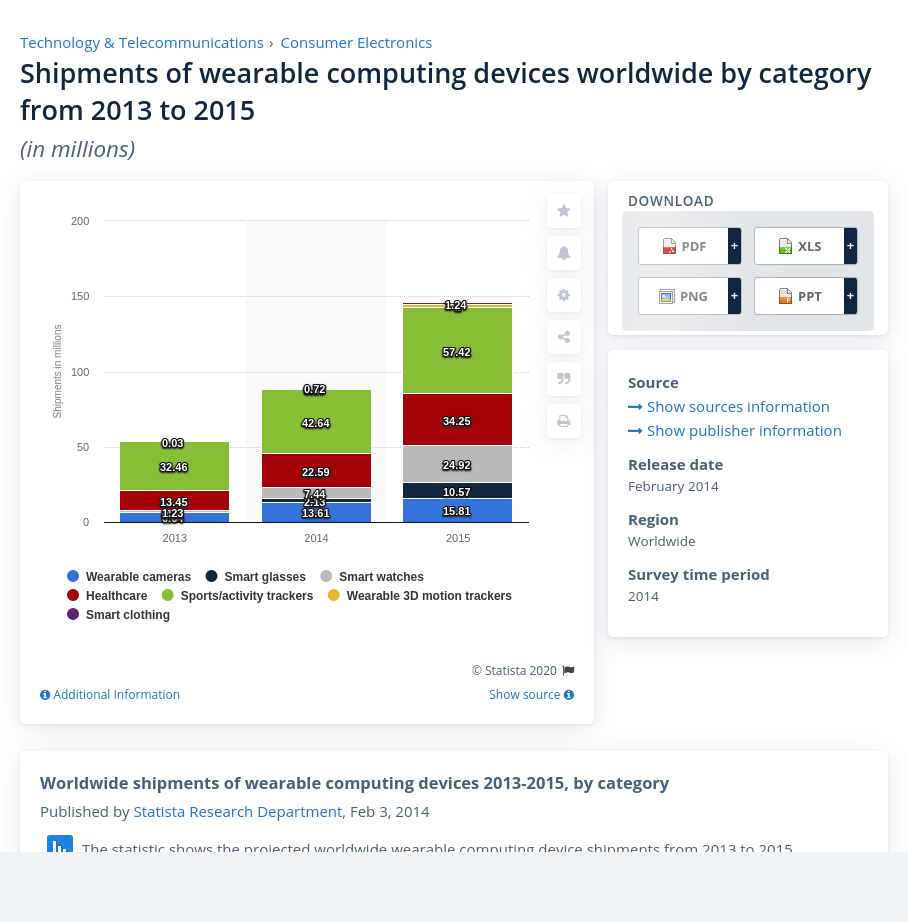 Technology & Telecommunications › Consumer Electronics
Shipments of wearable computing devices worldwide by category
from 2013 to 2015
(in millions)
200
150
100
50
0
Shipments in millions
0.03
32.46
13.45
1.23
0.72
42.64
22.59
7.44
2.13
13.61
1.24
57.42
34.25
24.92
10.57
15.81
2013
2014
2015
Wearable cameras
Smart glasses
Smart watches
Healthcare
Sports/activity trackers
Wearable 3D motion trackers
Smart clothing
© Statista 2020
Additional Information
Show source
DOWNLOAD
PDF +
XLS +
PNG +
PPT +
Source
Show sources information
Show publisher information
Release date
February 2014
Region
Worldwide
Survey time period
2014
Worldwide shipments of wearable computing devices 2013-2015, by category
Published by Statista Research Department, Feb 3, 2014
The statistic shows the projected worldwide wearable computing device shipments from 2013 to 2015